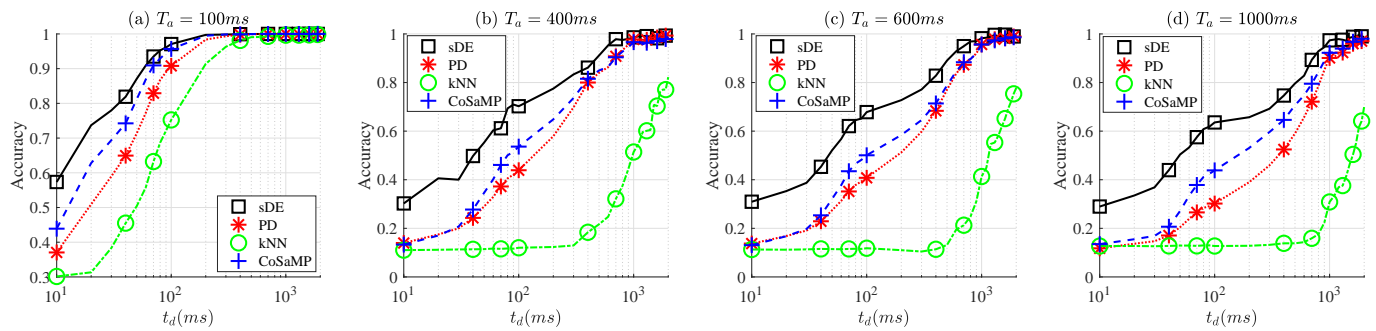 (a) T_a = 100ms
Accuracy
1
0.9
0.8
0.7
0.6
0.5
0.4
0.3
sDE
PD
kNN
CoSaMP
10^1
10^2
10^3
t_d(ms)
(b) T_a = 400ms
Accuracy
1
0.8
0.6
0.4
0.2
0
sDE
PD
kNN
CoSaMP
10^1
10^2
10^3
t_d(ms)
(c) T_a = 600ms
Accuracy
1
0.8
0.6
0.4
0.2
0
sDE
PD
kNN
CoSaMP
10^1
10^2
10^3
t_d(ms)
(d) T_a = 1000ms
Accuracy
1
0.8
0.6
0.4
0.2
0
sDE
PD
kNN
CoSaMP
10^1
10^2
10^3
t_d(ms)